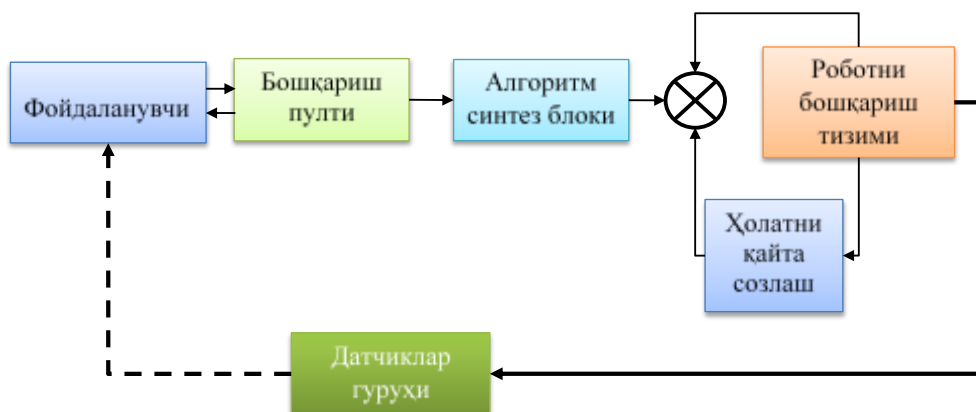 Фойдаланувчи
Бошқариш
пулти
Алгоритм
синтез блоки
Роботни
бошқариш
тизими
Ҳолатни
қайта
созлаш
Датчиклар
гуруҳи